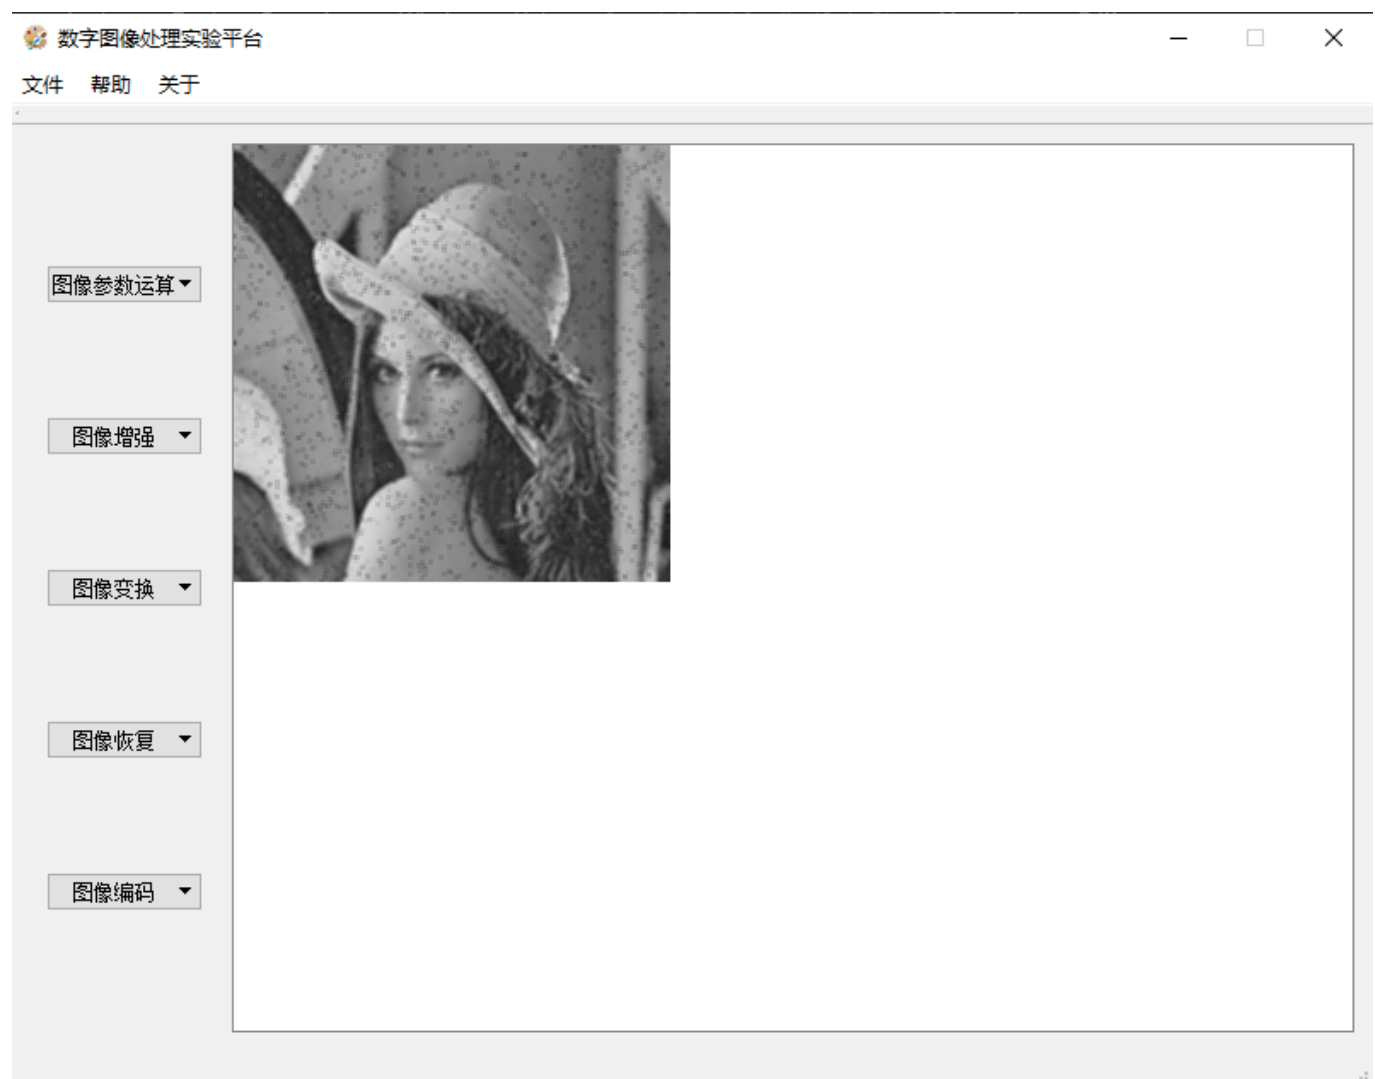 数字图像处理实验平台
文件 帮助 关于
图像参数运算
图像增强
图像变换
图像恢复
图像编码